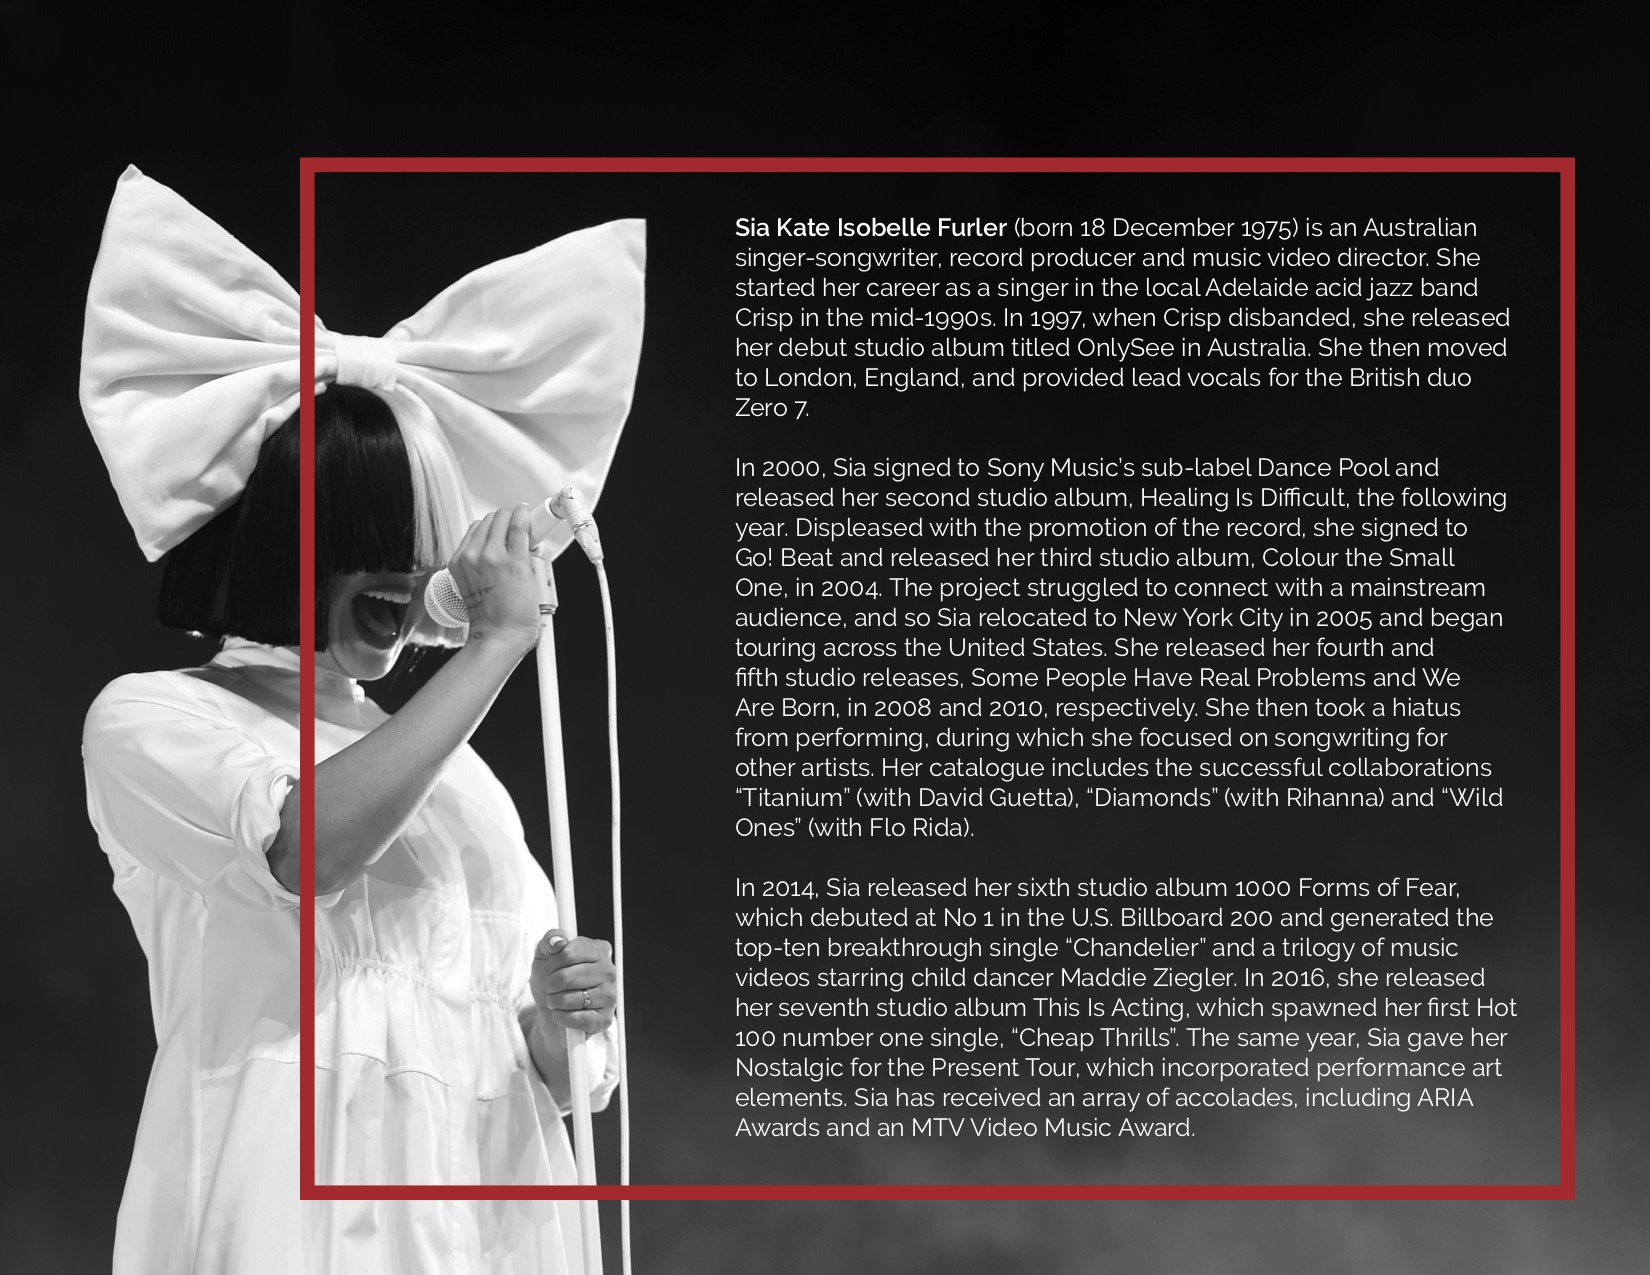 Sia Kate Isobelle Furler (born 18 December 1975) is an Australian
singer-songwriter, record producer and music video director. She
started her career as a singer in the local Adelaide acid jazz band
Crisp in the mid-1990s. In 1997, when Crisp disbanded, she released
her debut studio album titled OnlySee in Australia. She then moved
to London, England, and provided lead vocals for the British duo
Zero 7.
In 2000, Sia signed to Sony Music’s sub-label Dance Pool and
released her second studio album, Healing Is Difficult, the following
year. Displeased with the promotion of the record, she signed to
Go! Beat and released her third studio album, Colour the Small
One, in 2004. The project struggled to connect with a mainstream
audience, and so Sia relocated to New York City in 2005 and began
touring across the United States. She released her fourth and
fifth studio releases, Some People Have Real Problems and We
Are Born, in 2008 and 2010, respectively. She then took a hiatus
from performing, during which she focused on songwriting for
other artists. Her catalogue includes the successful collaborations
“Titanium” (with David Guetta), “Diamonds” (with Rihanna) and “Wild
Ones” (with Flo Rida).
In 2014, Sia released her sixth studio album 1000 Forms of Fear,
which debuted at No 1 in the U.S. Billboard 200 and generated the
top-ten breakthrough single “Chandelier” and a trilogy of music
videos starring child dancer Maddie Ziegler. In 2016, she released
her seventh studio album This Is Acting, which spawned her first Hot
100 number one single, “Cheap Thrills”. The same year, Sia gave her
Nostalgic for the Present Tour, which incorporated performance art
elements. Sia has received an array of accolades, including ARIA
Awards and an MTV Video Music Award.